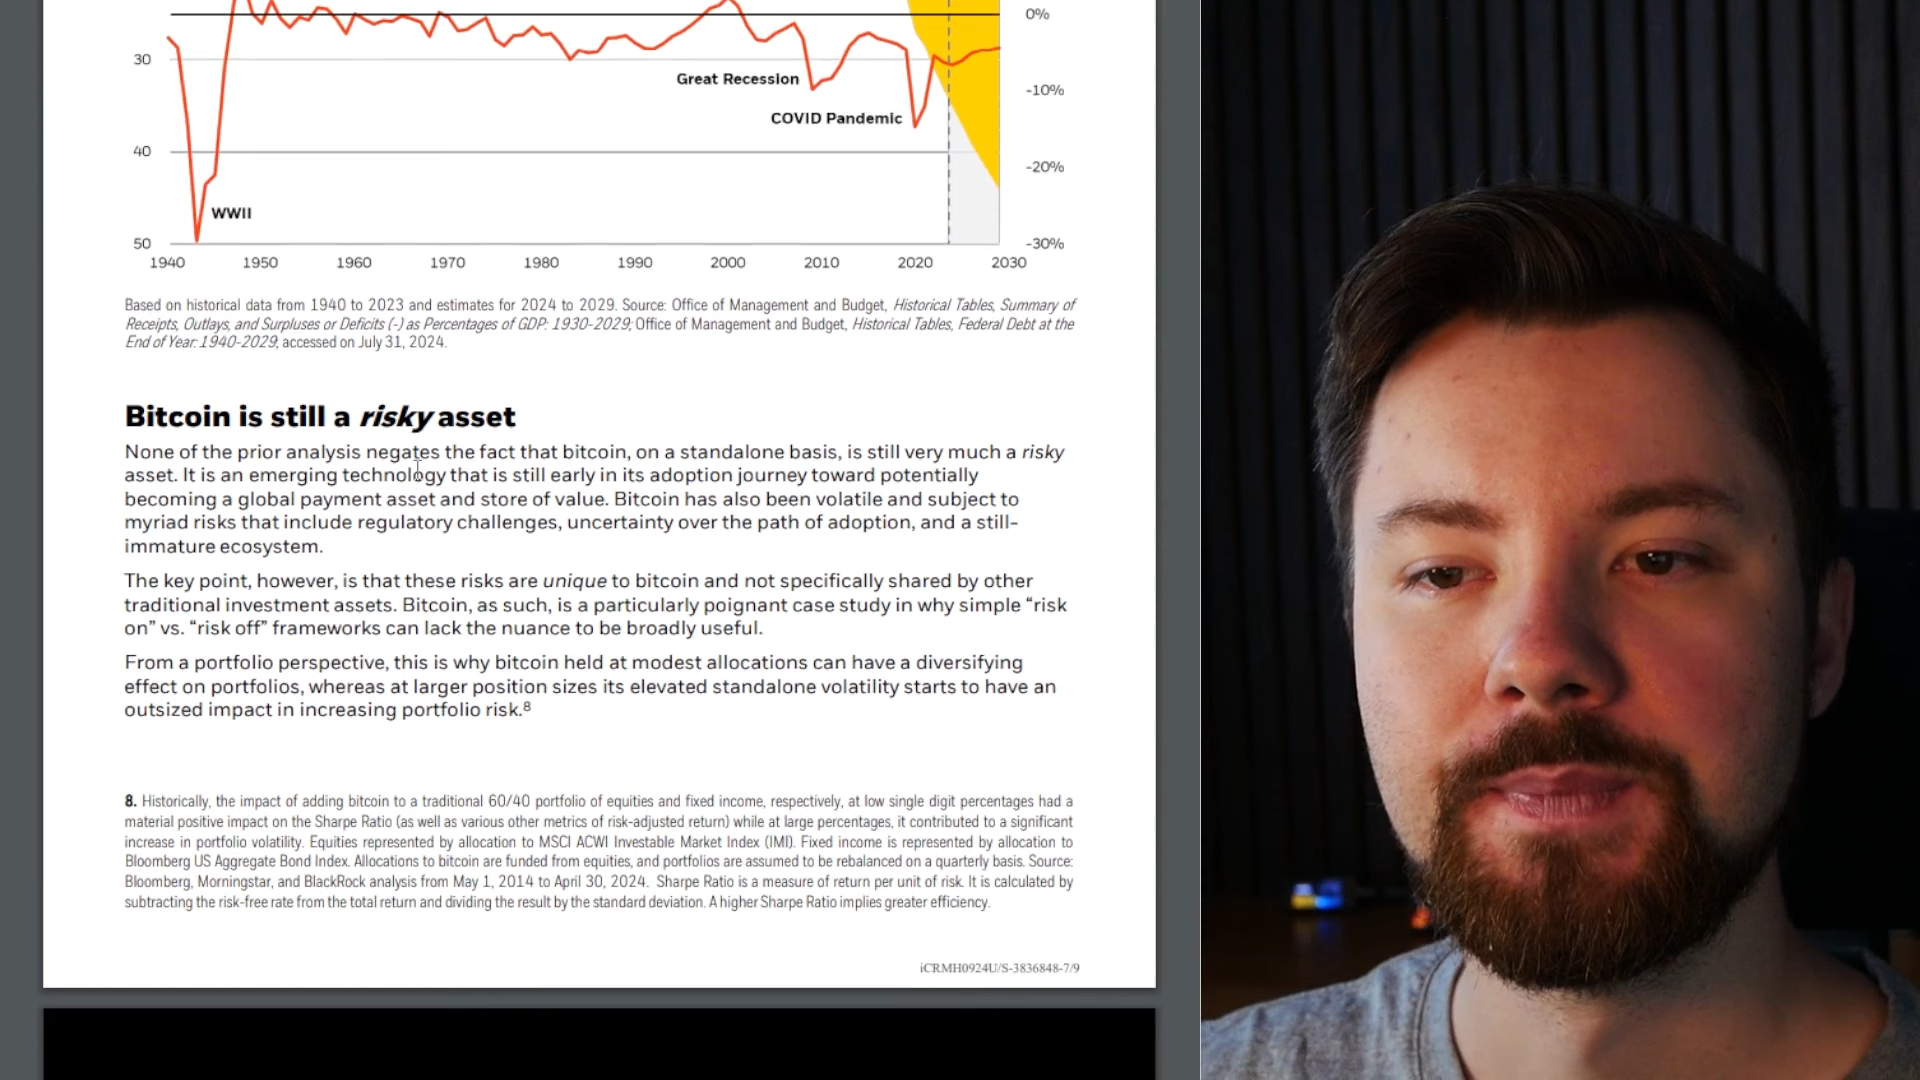 0%
30
Great Recession
-10%
COVID Pandemic
40
-20%
WWII
50
-30%
1940 1950 1960 1970 1980 1990 2000 2010 2020 2030
Based on historical data from 1940 to 2023 and estimates for 2024 to 2029. Source: Office of Management and Budget, Historical Tables, Summary of
Receipts, Outlays, and Surpluses or Deficits (-) as Percentages of GDP: 1930-2029; Office of Management and Budget, Historical Tables, Federal Debt at the
End of Year: 1940-2029, accessed on July 31, 2024.
Bitcoin is still a risky asset
None of the prior analysis negates the fact that bitcoin, on a standalone basis, is still very much a risky
asset. It is an emerging technology that is still early in its adoption journey toward potentially
becoming a global payment asset and store of value. Bitcoin has also been volatile and subject to
myriad risks that include regulatory challenges, uncertainty over the path of adoption, and a still-
immature ecosystem.
The key point, however, is that these risks are unique to bitcoin and not specifically shared by other
traditional investment assets. Bitcoin, as such, is a particularly poignant case study in why simple “risk
on” vs. “risk off” frameworks can lack the nuance to be broadly useful.
From a portfolio perspective, this is why bitcoin held at modest allocations can have a diversifying
effect on portfolios, whereas at larger position sizes its elevated standalone volatility starts to have an
outsized impact in increasing portfolio risk.8
8. Historically, the impact of adding bitcoin to a traditional 60/40 portfolio of equities and fixed income, respectively, at low single digit percentages had a
material positive impact on the Sharpe Ratio (as well as various other metrics of risk-adjusted return) while at large percentages, it contributed to a significant
increase in portfolio volatility. Equities represented by allocation to MSCI ACWI Investable Market Index (IMI). Fixed income is represented by allocation to
Bloomberg US Aggregate Bond Index. Allocations to bitcoin are funded from equities, and portfolios are assumed to be rebalanced on a quarterly basis. Source:
Bloomberg, Morningstar, and BlackRock analysis from May 1, 2014 to April 30, 2024. Sharpe Ratio is a measure of return per unit of risk. It is calculated by
subtracting the risk-free rate from the total return and dividing the result by the standard deviation. A higher Sharpe Ratio implies greater efficiency.
iCRMH0924U/S-3836848-7/9